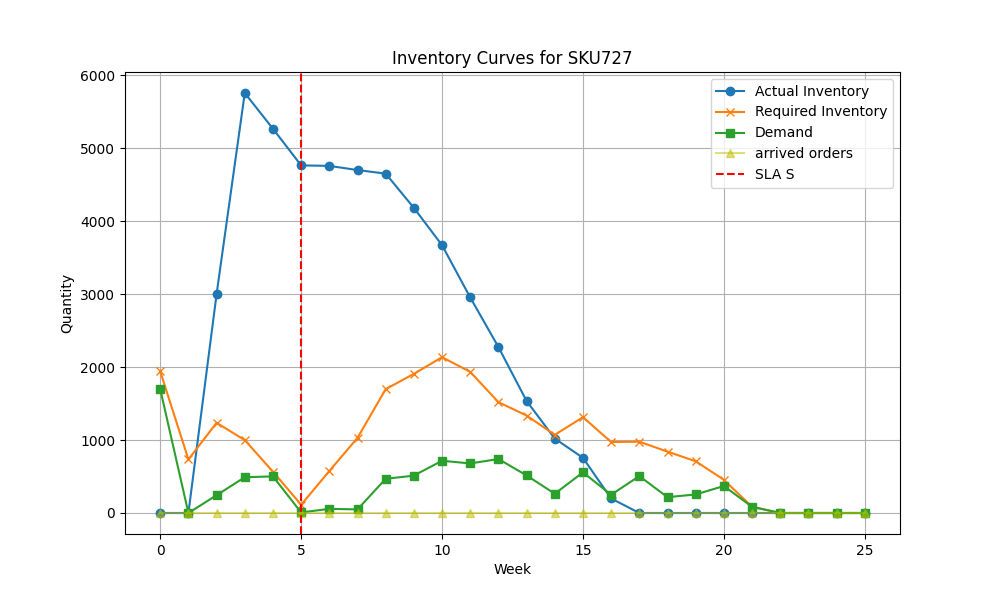 Inventory Curves for SKU727
6000
5000
4000
3000
2000
1000
0
Quantity
Actual Inventory
Required Inventory
Demand
arrived orders
SLA S
0 5 10 15 20 25
Week